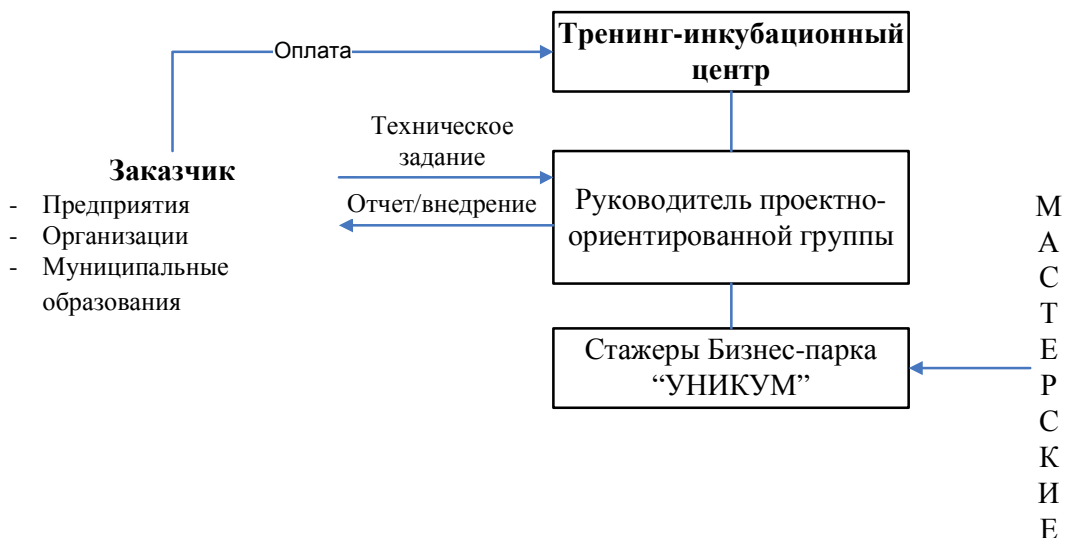 Оплата
Тренинг-инкубационный
центр
Техническое
задание
Заказчик
- Предприятия
- Организации
- Муниципальные
образования
Отчет/внедрение
Руководитель проектно-
ориентированной группы
Стажеры Бизнес-парка
“УНИКУМ”
М
А
С
Т
Е
Р
С
К
И
Е